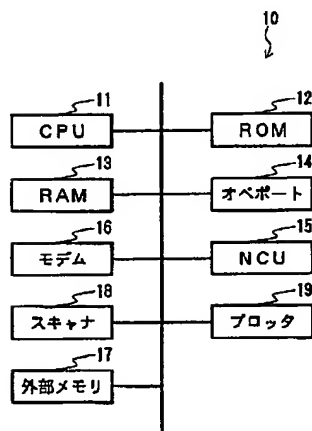 10
11
CPU
12
ROM
13
RAM
14
オペポート
16
モデム
15
NCU
18
スキャナ
19
プロッタ
17
外部メモリ